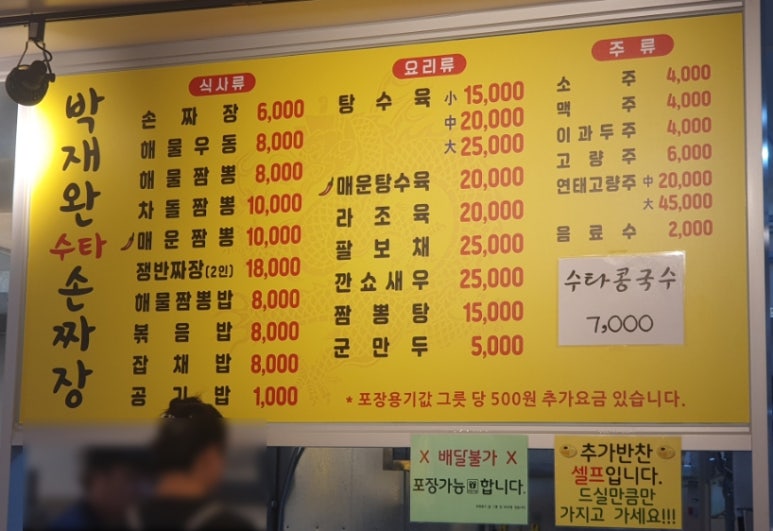 박재완 수타 손짜장
식사류
손짜장 6,000
해물우동 8,000
해물짬뽕 8,000
차돌짬뽕 10,000
매운짬뽕 10,000
쟁반짜장(2인) 18,000
해물짬뽕밥 8,000
볶음밥 8,000
잡채밥 8,000
공기밥 1,000
요리류
탕수육 小 15,000
中 20,000
大 25,000
매운탕수육 20,000
라조육 20,000
팔보채 25,000
깐쇼새우 25,000
짬뽕탕 15,000
군만두 5,000
주류
소주 4,000
맥주 4,000
이과두주 4,000
고량주 6,000
연태고량주 中 20,000
大 45,000
음료수 2,000
수타콩국수
7,000
* 포장용기값 그릇 당 500원 추가요금 있습니다.
X 배달불가 X
포장가능합니다.
추가반찬
셀프입니다.
드실만큼만
가지고 가세요!!!